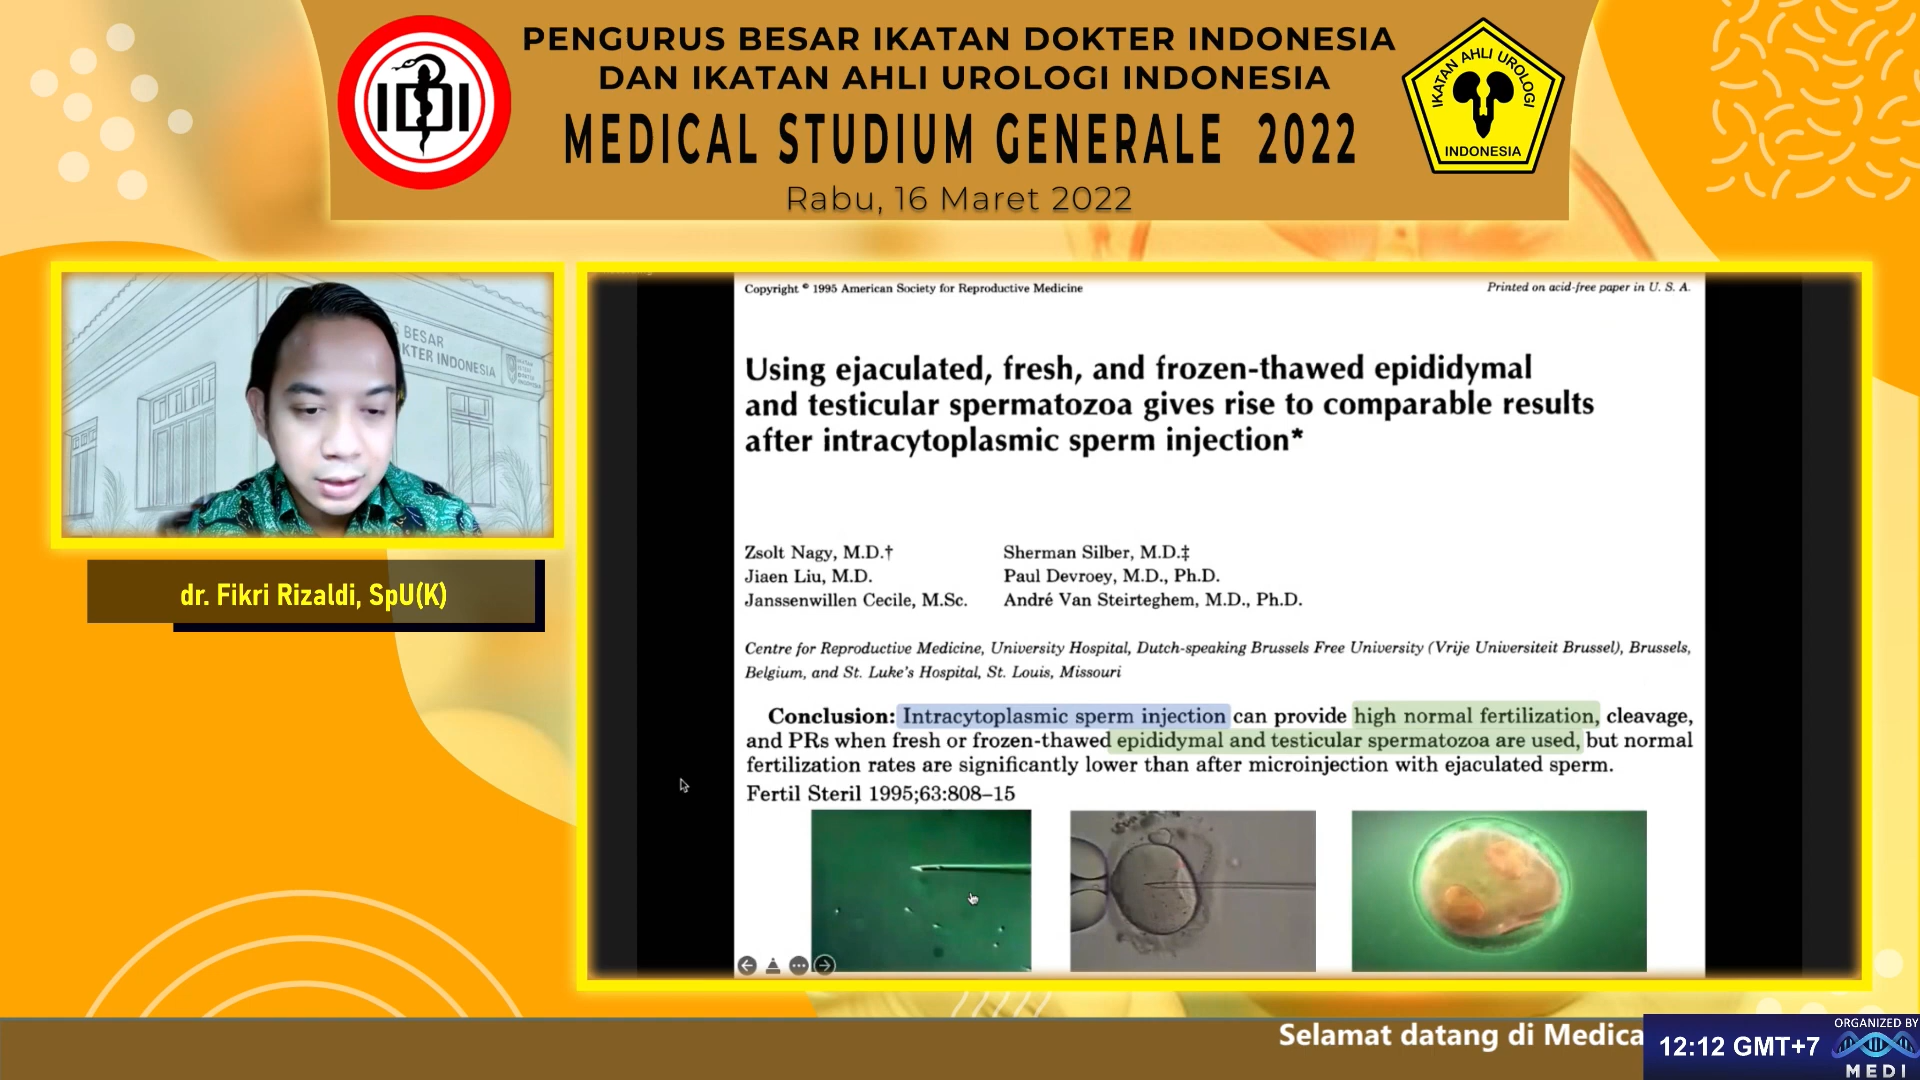 PENGURUS BESAR IKATAN DOKTER INDONESIA
DAN IKATAN AHLI UROLOGI INDONESIA
MEDICAL STUDIUM GENERALE 2022
Rabu, 16 Maret 2022
IDI
IKATAN AHLI UROLOGI
INDONESIA
BESAR
KTER INDONESIA
dr. Fikri Rizaldi, SpU(K)
Copyright © 1995 American Society for Reproductive Medicine
Printed on acid-free paper in U. S. A.
Using ejaculated, fresh, and frozen-thawed epididymal
and testicular spermatozoa gives rise to comparable results
after intracytoplasmic sperm injection*
Zsolt Nagy, M.D.†
Jiaen Liu, M.D.
Janssenwillen Cecile, M.Sc.
Sherman Silber, M.D.‡
Paul Devroey, M.D., Ph.D.
André Van Steirteghem, M.D., Ph.D.
Centre for Reproductive Medicine, University Hospital, Dutch-speaking Brussels Free University (Vrije Universiteit Brussel), Brussels,
Belgium, and St. Luke's Hospital, St. Louis, Missouri
Conclusion: Intracytoplasmic sperm injection can provide high normal fertilization, cleavage,
and PRs when fresh or frozen-thawed epididymal and testicular spermatozoa are used, but normal
fertilization rates are significantly lower than after microinjection with ejaculated sperm.
Fertil Steril 1995;63:808–15
Selamat datang di Medica
12:12 GMT+7
ORGANIZED BY
MEDI